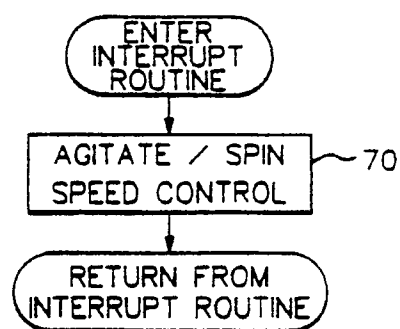 ENTER
INTERRUPT
ROUTINE
AGITATE / SPIN
SPEED CONTROL
70
RETURN FROM
INTERRUPT ROUTINE